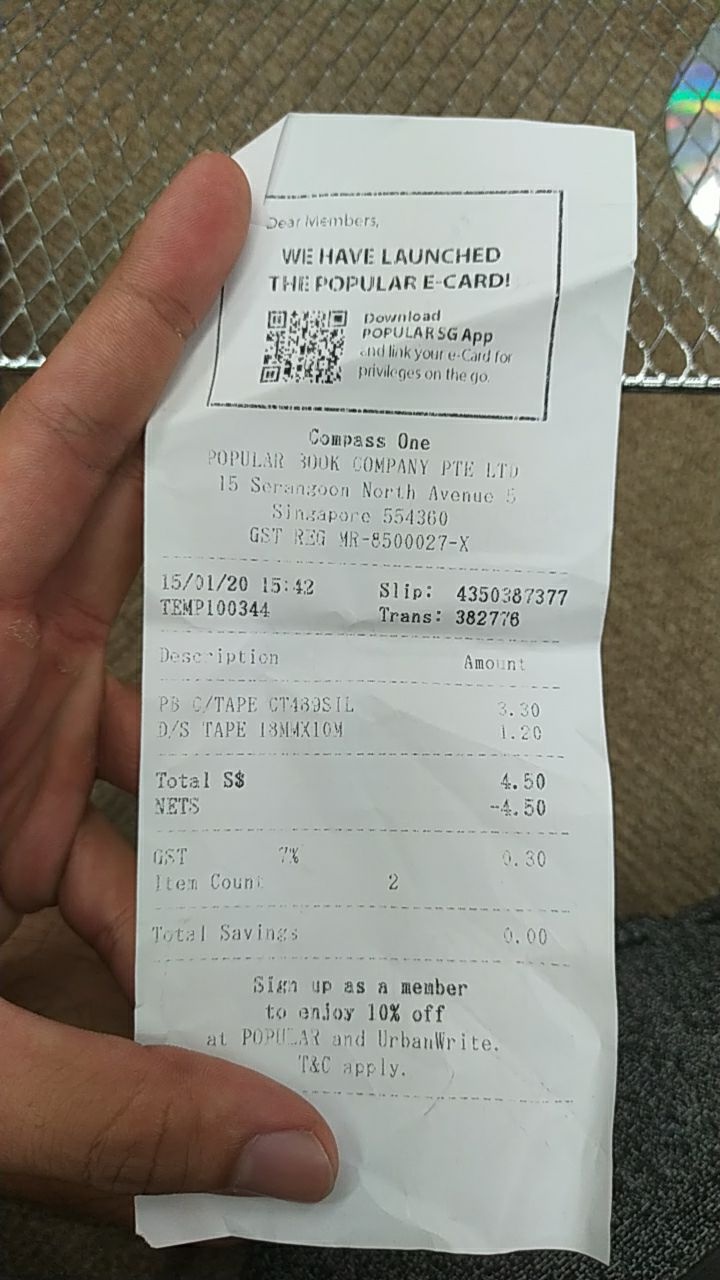 Dear Members,
WE HAVE LAUNCHED
THE POPULAR E-CARD!
Download
POPULAR SG App
and link your e-Card for
privileges on the go.
Compass One
POPULAR BOOK COMPANY PTE LTD
15 Serangoon North Avenue 5
Singapore 554360
GST REG MR-8500027-X
15/01/20 15:42 Slip: 4350387377
TEMP100344 Trans: 382776
Description Amount
PB C/TAPE CT489SIL 3.30
D/S TAPE 18MMX10M 1.20
Total S$ 4.50
NETS -4.50
GST 7% 0.30
Item Count 2
Total Savings 0.00
Sign up as a member
to enjoy 10% off
at POPULAR and UrbanWrite.
T&C apply.